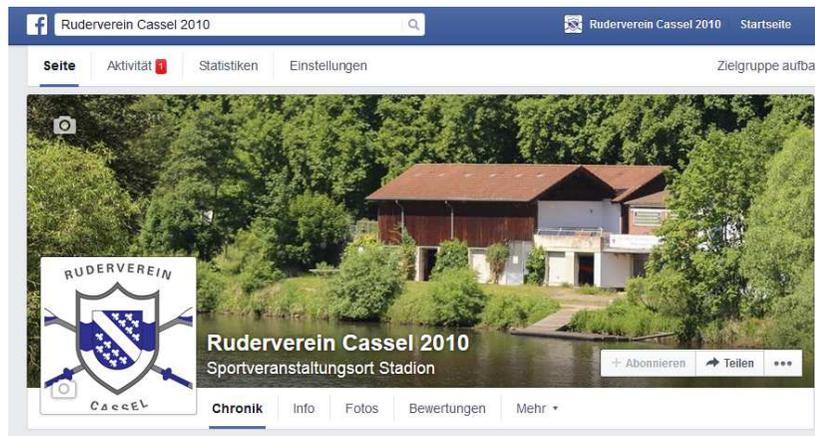 Ruderverein Cassel 2010
Ruderverein Cassel 2010 Startseite
Seite Aktivität 1 Statistiken Einstellungen Zielgruppe aufba
RUDERVEREIN
CASSEL
Ruderverein Cassel 2010
Sportveranstaltungsort Stadion
+ Abonnieren Teilen
Chronik Info Fotos Bewertungen Mehr